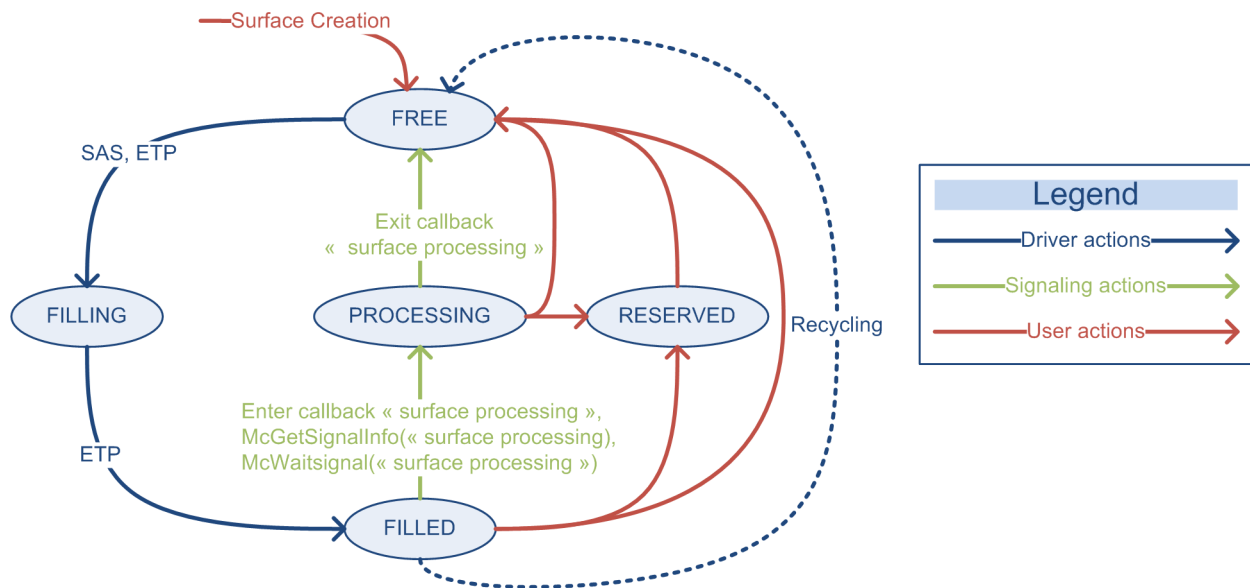 Surface Creation
FREE
SAS, ETP
Exit callback
« surface processing »
FILLING
PROCESSING
RESERVED
Recycling
Enter callback « surface processing »,
McGetSignalInfo(« surface processing),
McWaitsignal(« surface processing »)
ETP
FILLED
Legend
Driver actions
Signaling actions
User actions